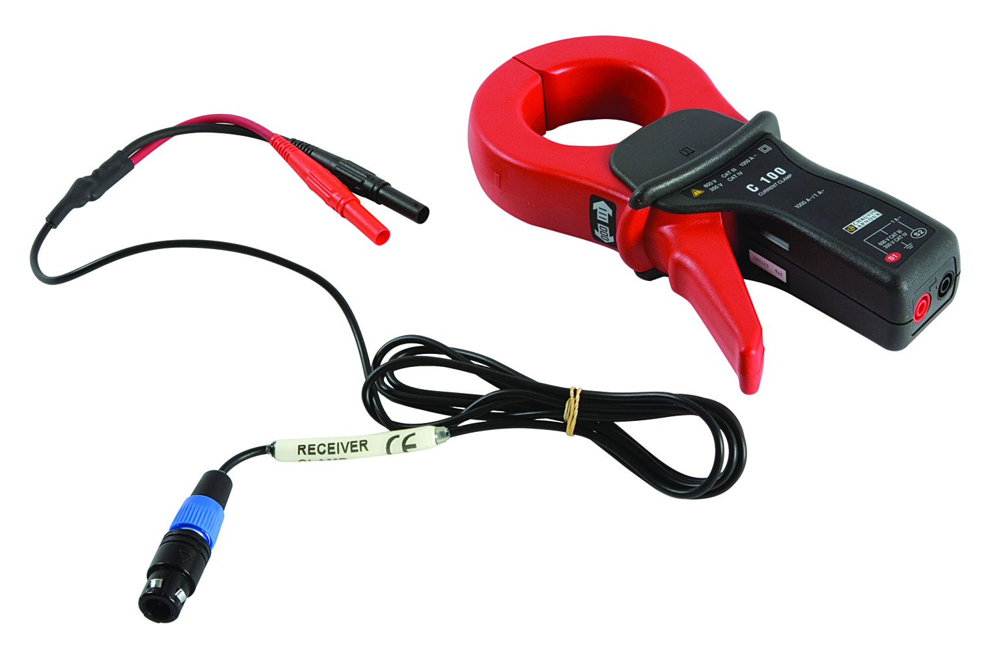 600 V CAT III 1000 A~
300 V CAT IV
C 100
CURRENT CLAMP
1000 A~/1 A~
CHAUVIN
ARNOUX
1 A~
600 V CAT III
300 V CAT IV
S1
S2
RECEIVER